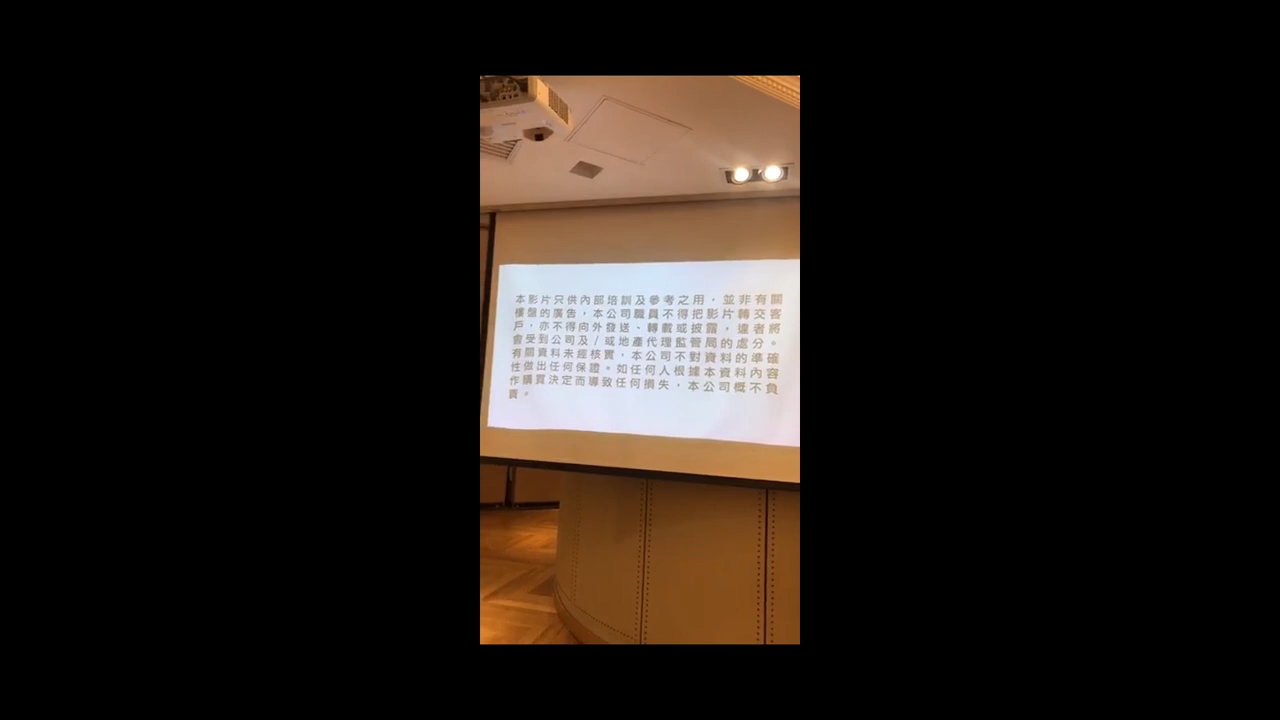 本影片只供內部培訓及參考之用，並非有關
樓盤的廣告，本公司職員不得把影片轉交客
戶，亦不得向外發送、轉載或披露，違者將
會受到公司及/或地產代理監管局的處分。
有關資料未經核實，本公司不對資料的準確
性做出任何保證。如任何人根據本資料內容
作購買決定而導致任何損失，本公司概不負
責。